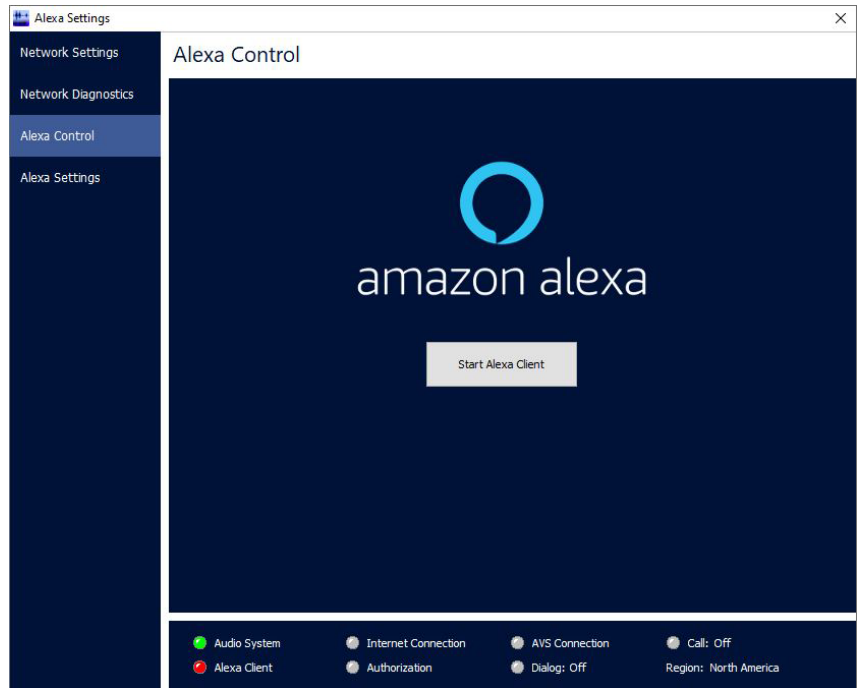 Alexa Settings
Network Settings
Network Diagnostics
Alexa Control
Alexa Settings
Alexa Control
amazon alexa
Start Alexa Client
Audio System Internet Connection AVS Connection Call: Off
Alexa Client Authorization Dialog: Off Region: North America